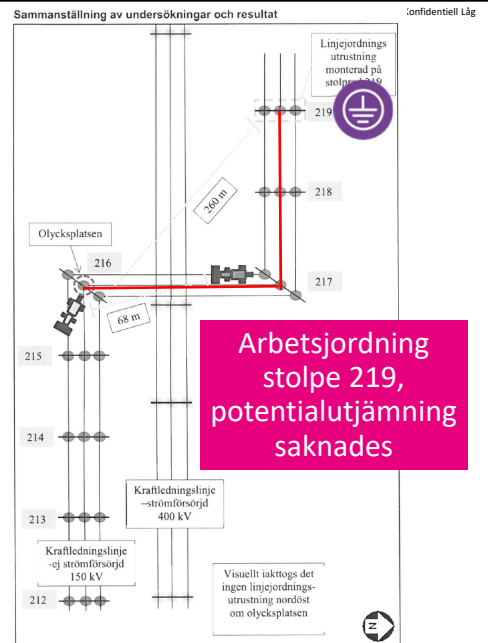 Sammanställning av undersökningar och resultat
Konfidentiell Låg
Linjejordnings
utrustning
monterad på
219
218
260 m
Olycksplatsen
216
217
68 m
215
Arbetsjordning
stolpe 219,
potentialutjämning
saknades
214
Kraftledningslinje
–strömförsörjd
400 kV
213
Kraftledningslinje
-ej strömförsörjd
150 kV
Visuellt iakttogs det
ingen linjejordnings-
utrustning nordöst
om olycksplatsen
212
N